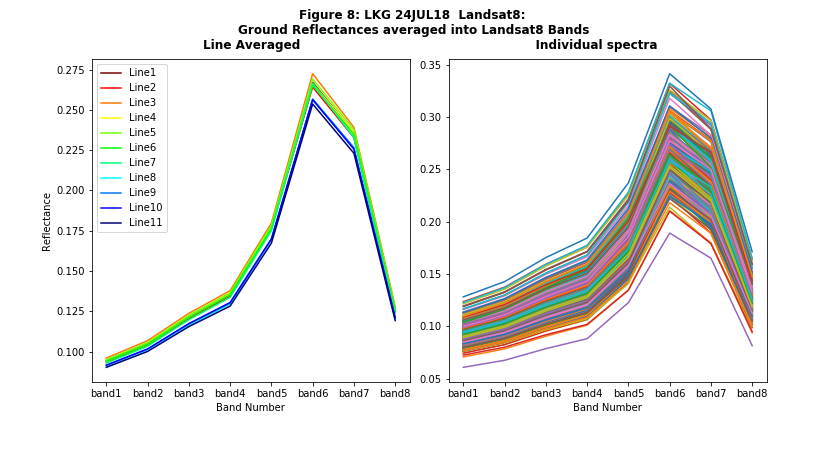 Figure 8: LKG 24JUL18 Landsat8:
Ground Reflectances averaged into Landsat8 Bands
Line Averaged
Individual spectra
0.275
0.250
0.225
0.200
0.175
0.150
0.125
0.100
Reflectance
Line1
Line2
Line3
Line4
Line5
Line6
Line7
Line8
Line9
Line10
Line11
band1 band2 band3 band4 band5 band6 band7 band8
Band Number
0.35
0.30
0.25
0.20
0.15
0.10
0.05
band1 band2 band3 band4 band5 band6 band7 band8
Band Number